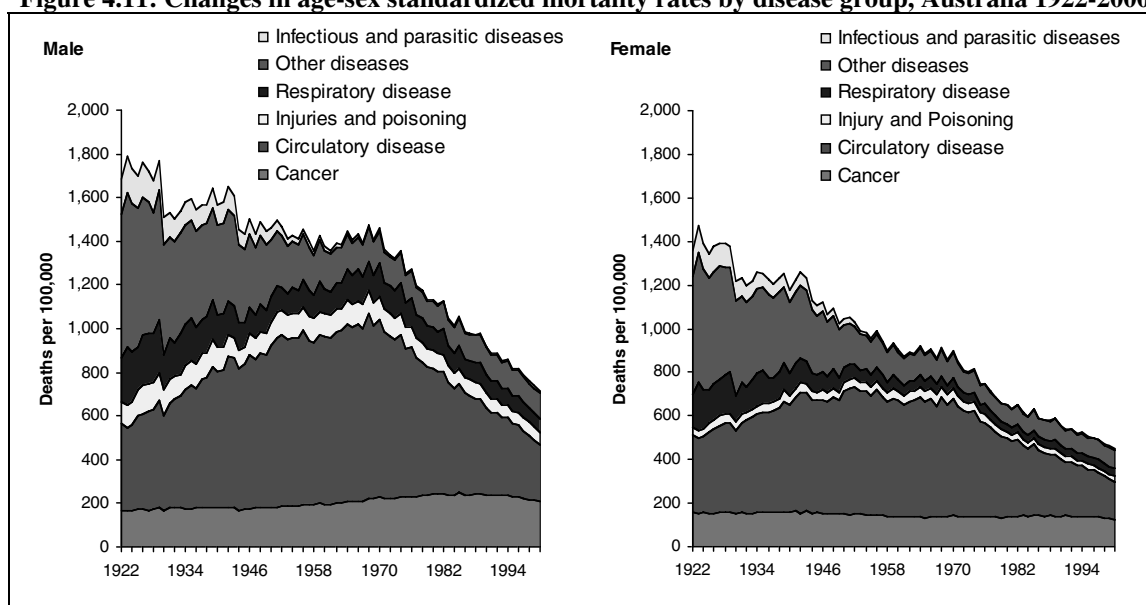 Figure 4.11: Changes in age-sex standardized mortality rates by disease group, Australia 1922-2000
Male
Infectious and parasitic diseases
Other diseases
Respiratory disease
Injuries and poisoning
Circulatory disease
Cancer
Deaths per 100,000
2,000
1,800
1,600
1,400
1,200
1,000
800
600
400
200
0
1922 1934 1946 1958 1970 1982 1994
Female
Infectious and parasitic diseases
Other diseases
Respiratory disease
Injury and Poisoning
Circulatory disease
Cancer
Deaths per 100,000
2,000
1,800
1,600
1,400
1,200
1,000
800
600
400
200
0
1922 1934 1946 1958 1970 1982 1994